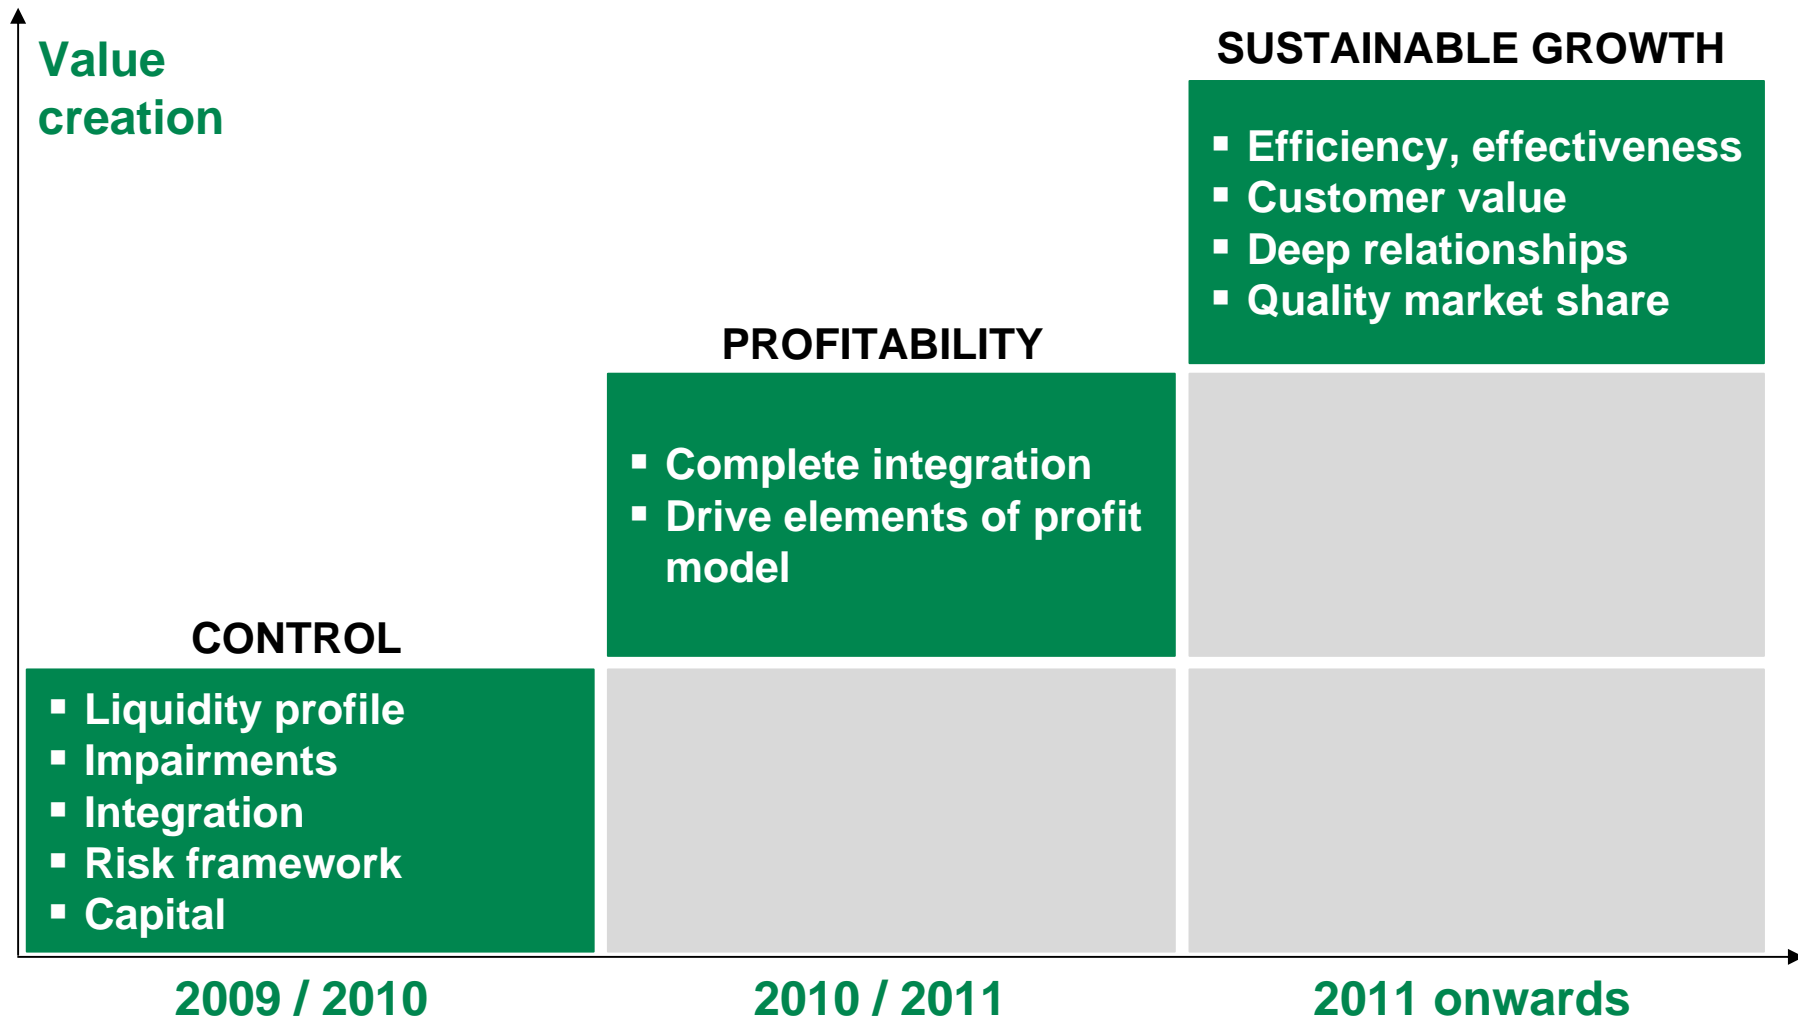 Value
creation
SUSTAINABLE GROWTH
▪ Efficiency, effectiveness
▪ Customer value
▪ Deep relationships
▪ Quality market share
PROFITABILITY
▪ Complete integration
▪ Drive elements of profit
model
CONTROL
▪ Liquidity profile
▪ Impairments
▪ Integration
▪ Risk framework
▪ Capital
2009 / 2010
2010 / 2011
2011 onwards